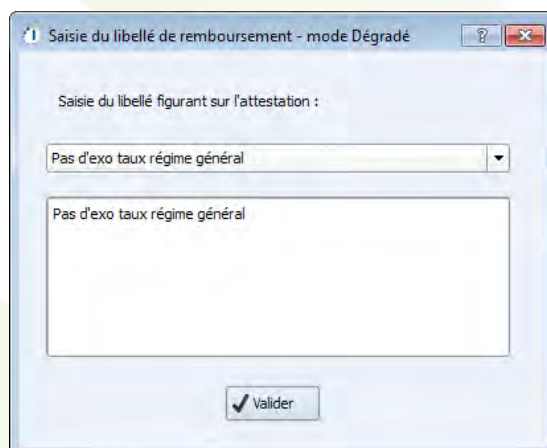 Saisie du libellé de remboursement - mode Dégradé
Saisie du libellé figurant sur l'attestation :
Pas d'exo taux régime général
Pas d'exo taux régime général
Valider